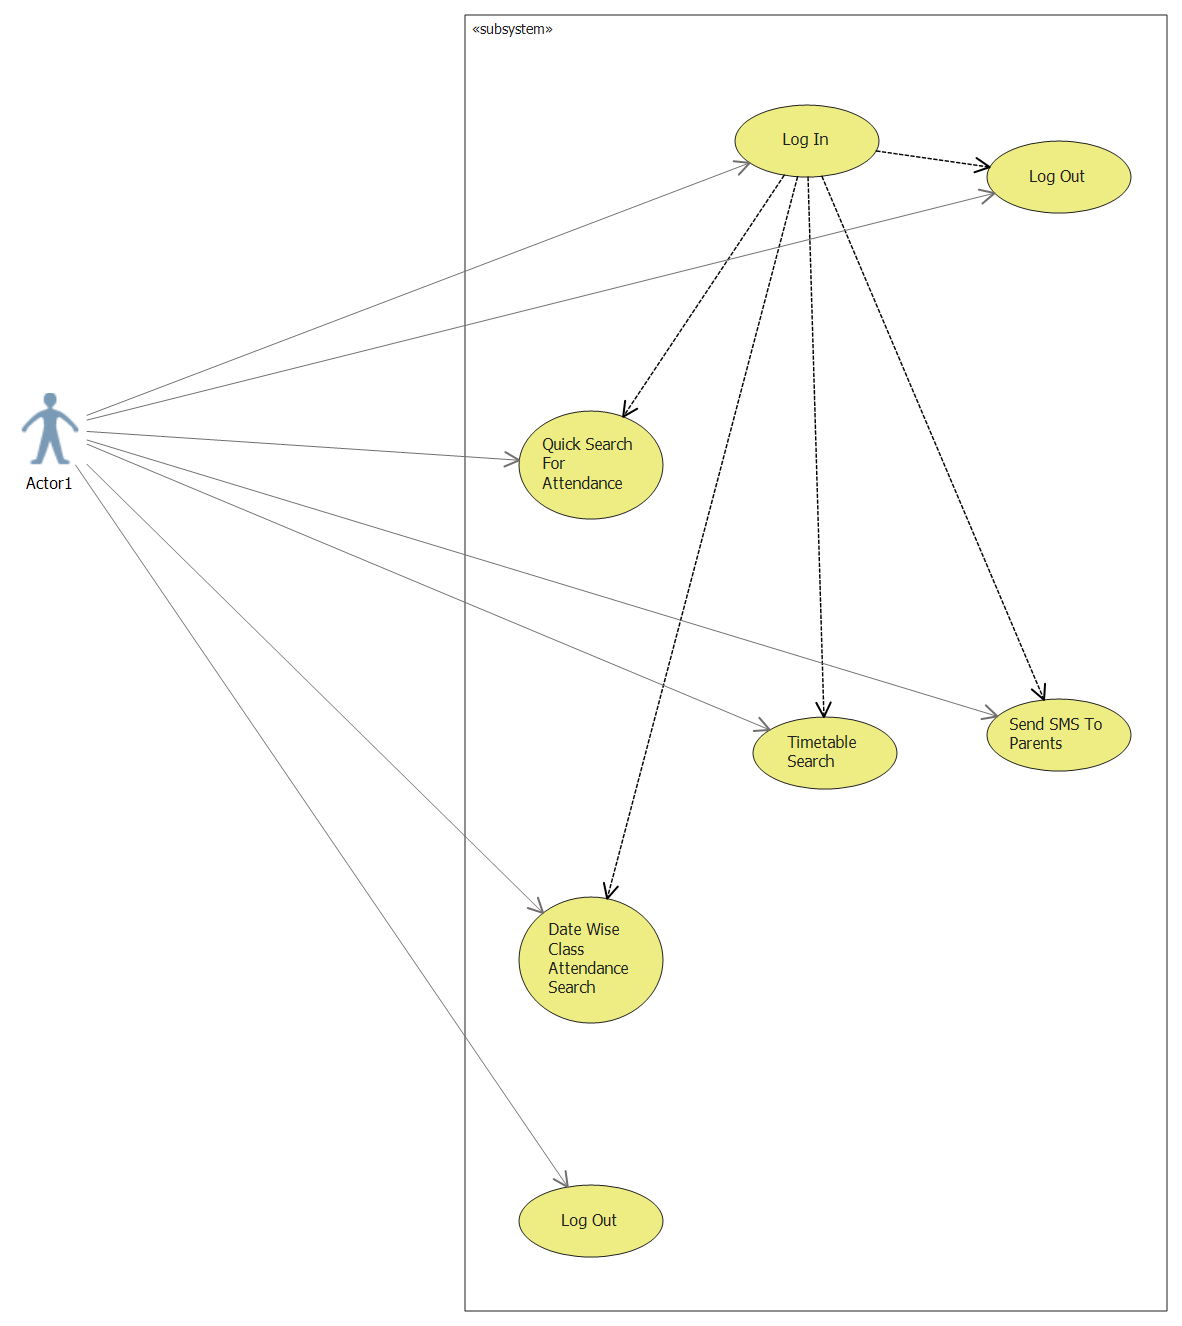 «subsystem»
Log In
Log Out
Quick Search
For
Attendance
Actor1
Timetable
Search
Send SMS To
Parents
Date Wise
Class
Attendance
Search
Log Out